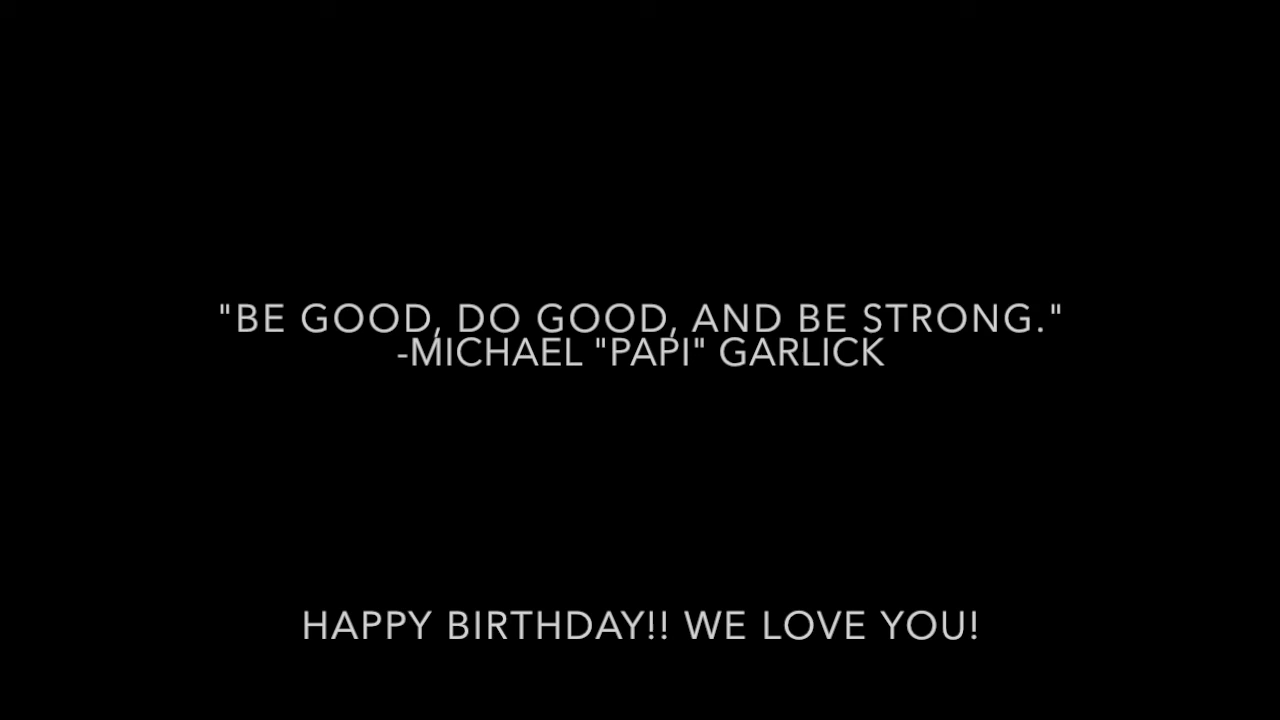 "BE GOOD, DO GOOD, AND BE STRONG."
-MICHAEL "PAPI" GARLICK
HAPPY BIRTHDAY!! WE LOVE YOU!